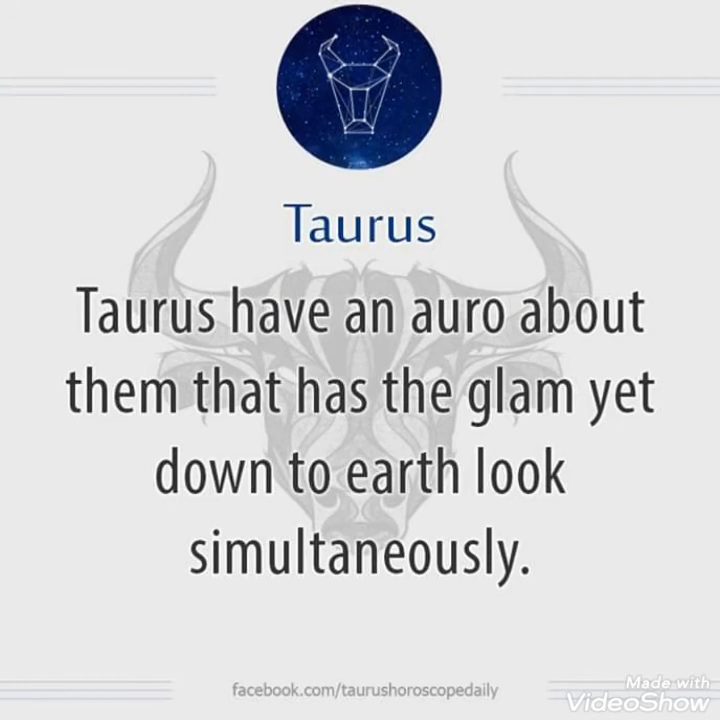 Taurus
Taurus have an auro about
them that has the glam yet
down to earth look
simultaneously.
facebook.com/taurushoroscopedaily
Made with
VideoShow